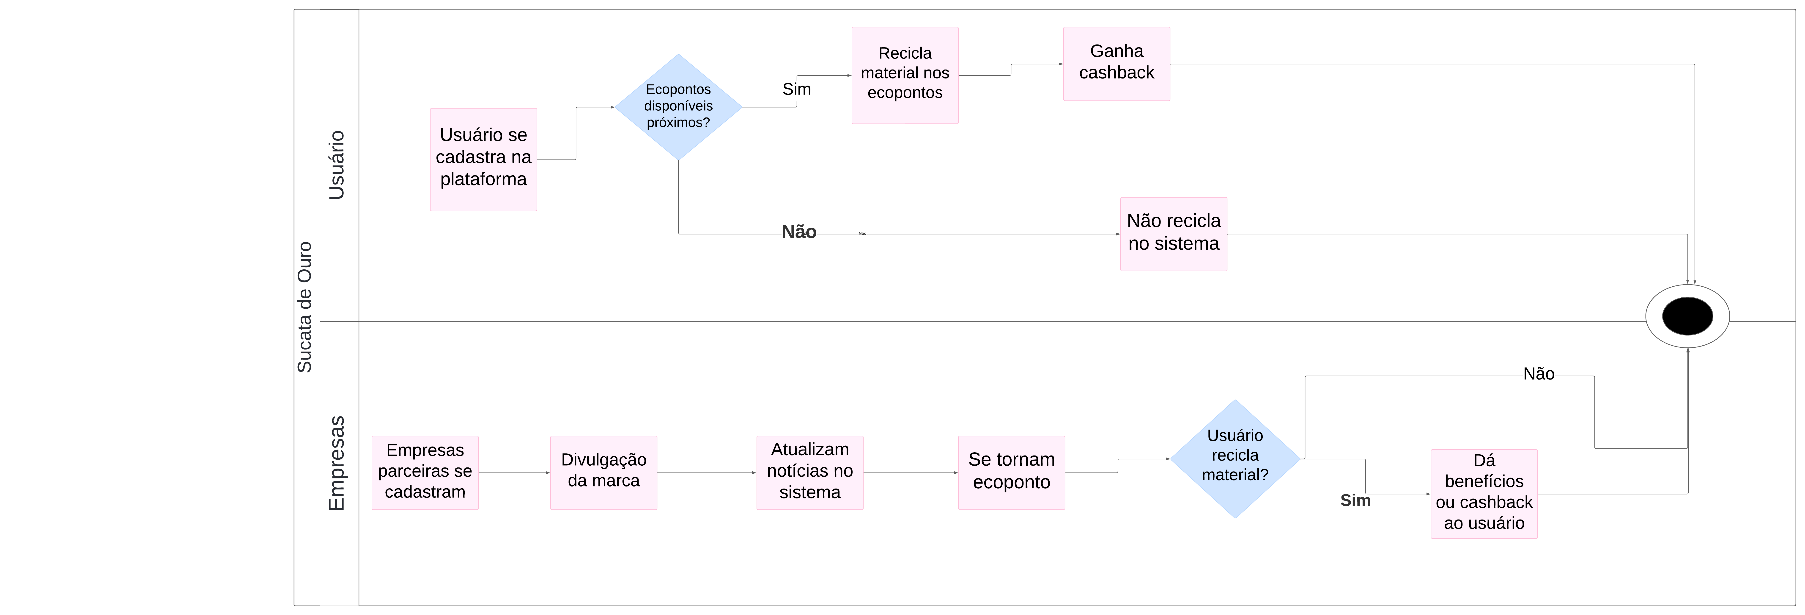 Sucata de Ouro
Usuário
Usuário se
cadastra na
plataforma
Ecopontos
disponíveis
próximos?
Sim
Recicla
material nos
ecopontos
Ganha
cashback
Não
Não recicla
no sistema
Empresas
Empresas
parceiras se
cadastram
Divulgação
da marca
Atualizam
notícias no
sistema
Se tornam
ecoponto
Usuário
recicla
material?
Não
Sim
Dá
benefícios
ou cashback
ao usuário